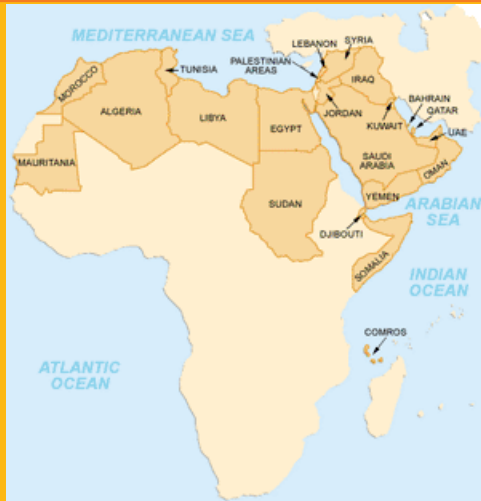 MEDITERRANEAN SEA
LEBANON
SYRIA
PALESTINIAN
AREAS
TUNISIA
MOROCCO
IRAQ
ALGERIA
LIBYA
EGYPT
JORDAN
KUWAIT
BAHRAIN
QATAR
UAE
MAURITANIA
SAUDI
ARABIA
OMAN
SUDAN
YEMEN
ARABIAN
SEA
DJIBOUTI
SOMALIA
INDIAN
OCEAN
COMROS
ATLANTIC
OCEAN